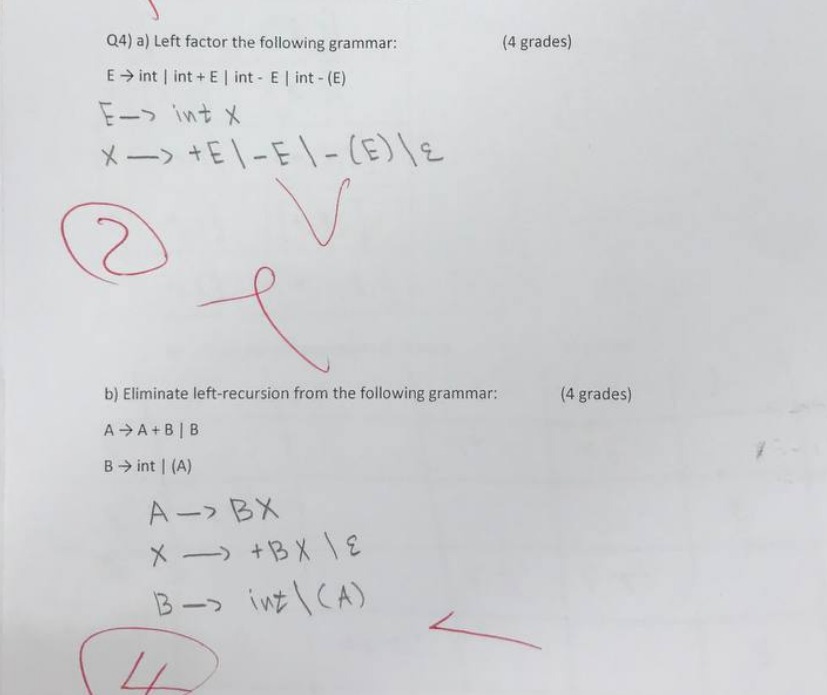 Q4) a) Left factor the following grammar: (4 grades)
E → int | int + E | int - E | int - (E)
E → int X
X → +E \ -E \ -(E) \ ε
2
b) Eliminate left-recursion from the following grammar: (4 grades)
A → A + B | B
B → int | (A)
A → BX
X → +BX \ ε
B → int \ (A)
4